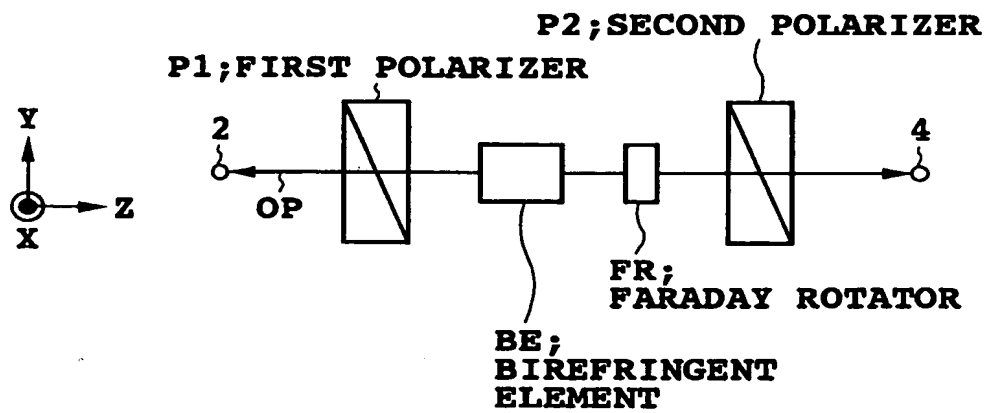 P2;SECOND POLARIZER
P1;FIRST POLARIZER
Y
2
4
Z
X
OP
FR;
FARADAY ROTATOR
BE;
BIREFRINGENT
ELEMENT